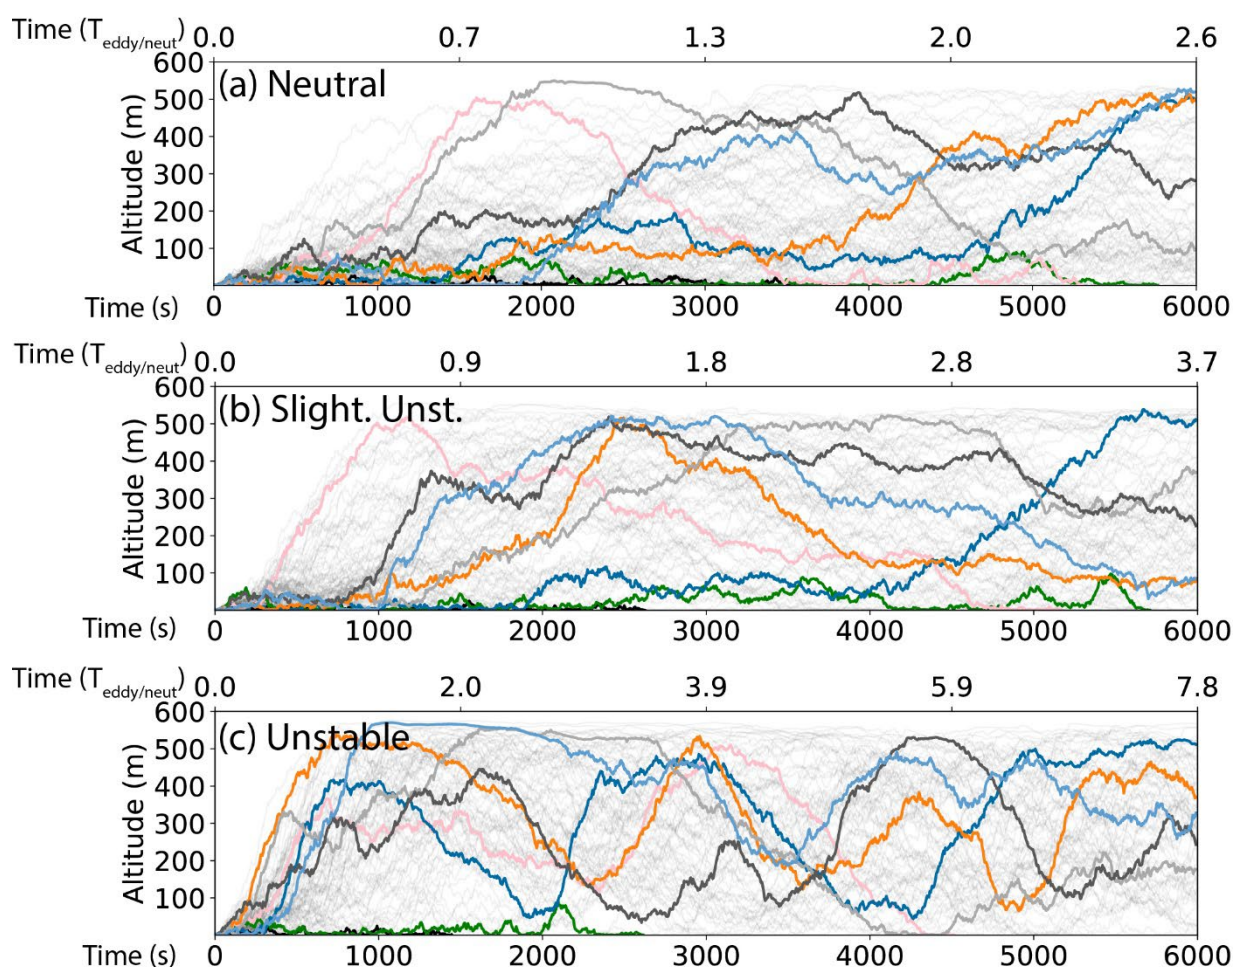 Time (Teddy/neut) 0.0 0.7 1.3 2.0 2.6
600
(a) Neutral
500
400
300
200
100
Altitude (m)
Time (s) 0 1000 2000 3000 4000 5000 6000
Time (Teddy/neut) 0.0 0.9 1.8 2.8 3.7
600
(b) Slight. Unst.
500
400
300
200
100
Altitude (m)
Time (s) 0 1000 2000 3000 4000 5000 6000
Time (Teddy/neut) 0.0 2.0 3.9 5.9 7.8
600
(c) Unstable
500
400
300
200
100
Altitude (m)
Time (s) 0 1000 2000 3000 4000 5000 6000